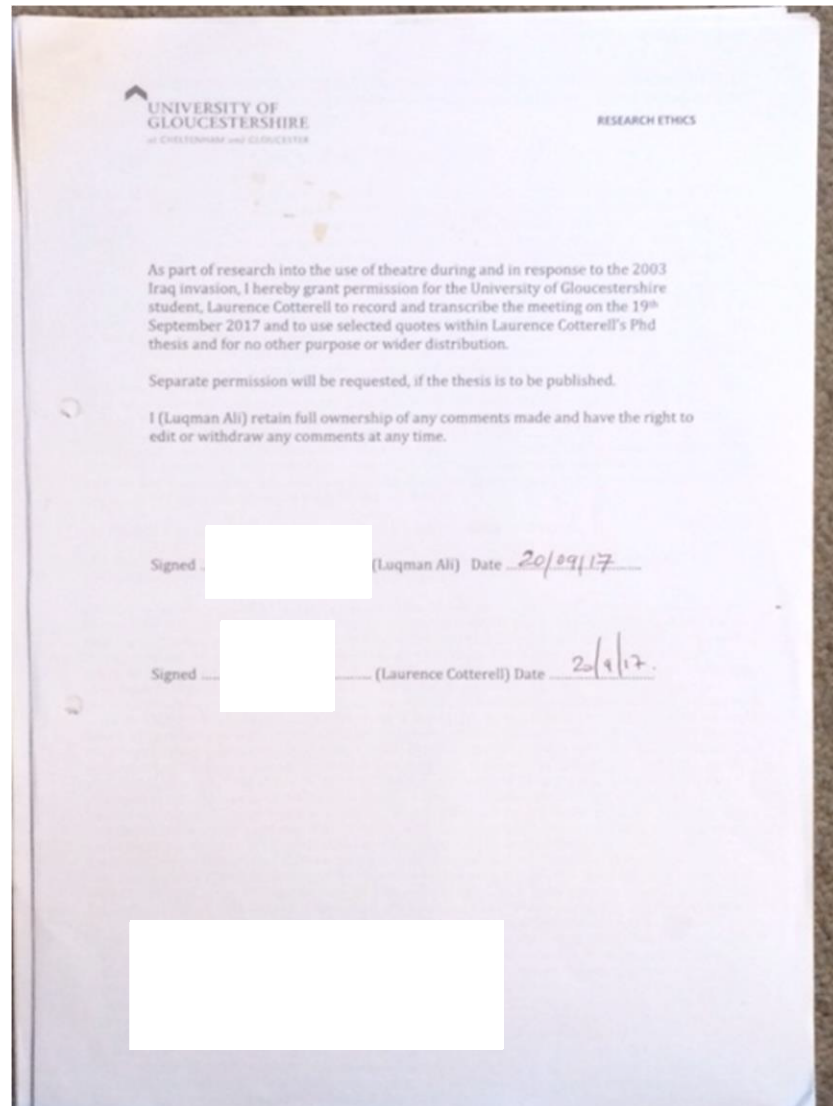 UNIVERSITY OF
GLOUCESTERSHIRE
at CHELTENHAM and GLOUCESTER
RESEARCH ETHICS
As part of research into the use of theatre during and in response to the 2003
Iraq invasion, I hereby grant permission for the University of Gloucestershire
student, Laurence Cotterell to record and transcribe the meeting on the 19th
September 2017 and to use selected quotes within Laurence Cotterell's Phd
thesis and for no other purpose or wider distribution.
Separate permission will be requested, if the thesis is to be published.
I (Luqman Ali) retain full ownership of any comments made and have the right to
edit or withdraw any comments at any time.
Signed .. (Luqman Ali) Date 20/09/17
Signed ..... (Laurence Cotterell) Date 20/9/17.